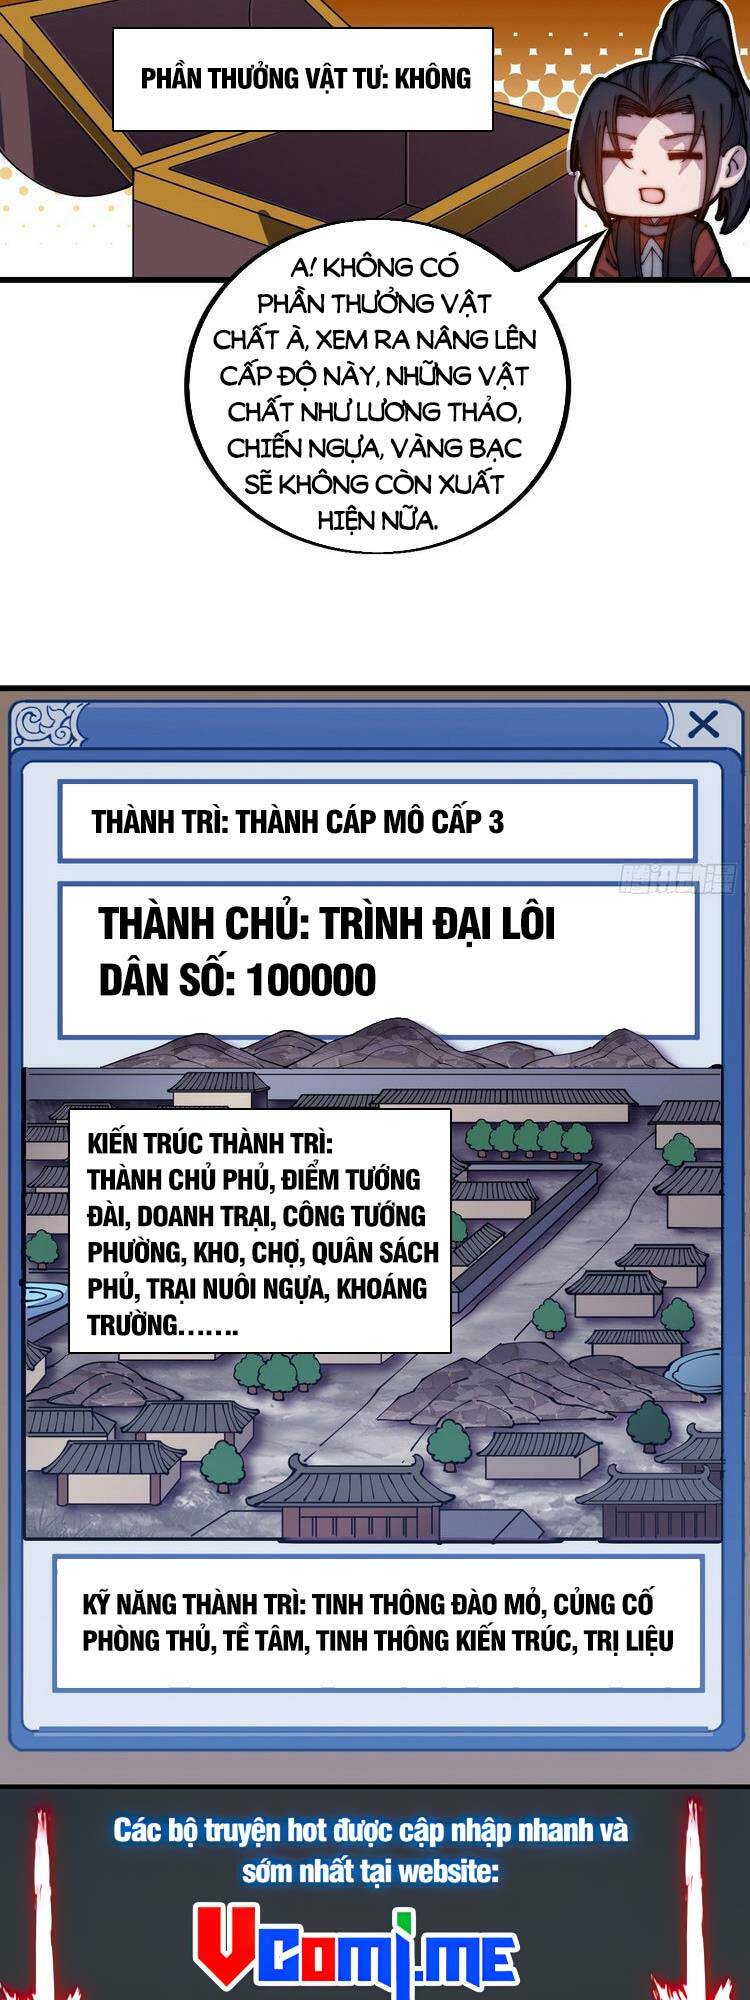 PHẦN THƯỞNG VẬT TƯ: KHÔNG
A! KHÔNG CÓ
PHẦN THƯỞNG VẬT
CHẤT À, XEM RA NÂNG LÊN
CẤP ĐỘ NÀY, NHỮNG VẬT
CHẤT NHƯ LƯƠNG THẢO,
CHIẾN NGỰA, VÀNG BẠC
SẼ KHÔNG CÒN XUẤT
HIỆN NỮA.
THÀNH TRÌ: THÀNH CÁP MÔ CẤP 3
腾讯动漫
THÀNH CHỦ: TRÌNH ĐẠI LÔI
DÂN SỐ: 100000
KIẾN TRÚC THÀNH TRÌ:
THÀNH CHỦ PHỦ, ĐIỂM TƯỚNG
ĐÀI, DOANH TRẠI, CÔNG TƯỚNG
PHƯỜNG, KHO, CHỢ, QUÂN SÁCH
PHỦ, TRẠI NUÔI NGỰA, KHOÁNG
TRƯỜNG.......
KỸ NĂNG THÀNH TRÌ: TINH THÔNG ĐÀO MỎ, CỦNG CỐ
PHÒNG THỦ, TỀ TÂM, TINH THÔNG KIẾN TRÚC, TRỊ LIỆU
Các bộ truyện hot được cập nhập nhanh và
sớm nhất tại website:
VComi.me